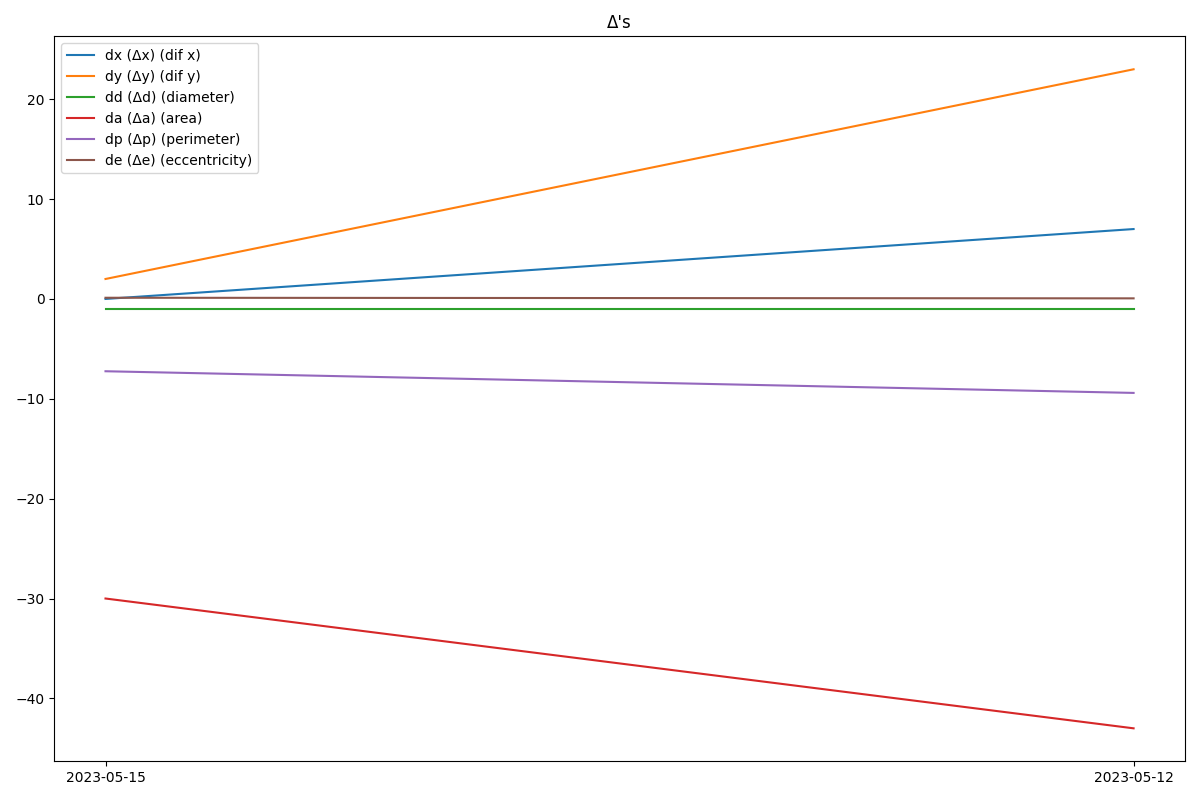 Δ's
dx (Δx) (dif x)
dy (Δy) (dif y)
dd (Δd) (diameter)
da (Δa) (area)
dp (Δp) (perimeter)
de (Δe) (eccentricity)
20
10
0
−10
−20
−30
−40
2023-05-15 2023-05-12